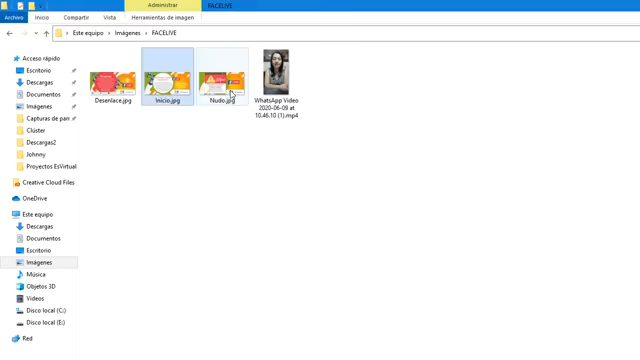 Administrar
FACELIVE
Archivo
Inicio
Compartir
Vista
Herramientas de imagen
Este equipo
Imágenes
FACELIVE
Acceso rápido
Escritorio
Descargas
Documentos
Imágenes
Capturas de pan
Clúster
Descargas2
Johnny
Proyectos EsVirtual
Creative Cloud Files
OneDrive
Este equipo
Descargas
Documentos
Escritorio
Imágenes
Música
Objetos 3D
Videos
Disco local (C:)
Disco local (E:)
Red
Desenlace.jpg
Inicio.jpg
Nudo.jpg
WhatsApp Video
2020-06-09 at
10.46.10 (1).mp4